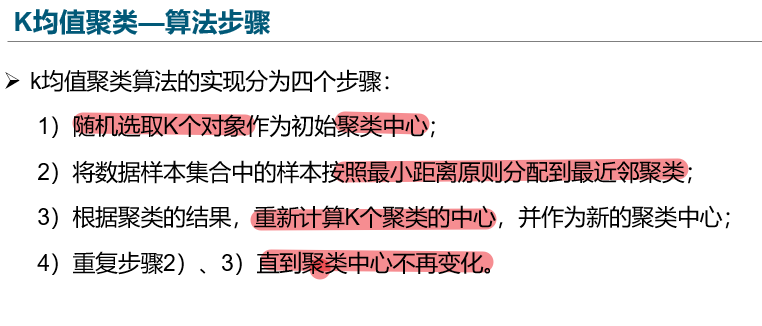 K均值聚类—算法步骤
➢ k均值聚类算法的实现分为四个步骤：
1）随机选取K个对象作为初始聚类中心；
2）将数据样本集合中的样本按照最小距离原则分配到最近邻聚类；
3）根据聚类的结果，重新计算K个聚类的中心，并作为新的聚类中心；
4）重复步骤2）、3）直到聚类中心不再变化。